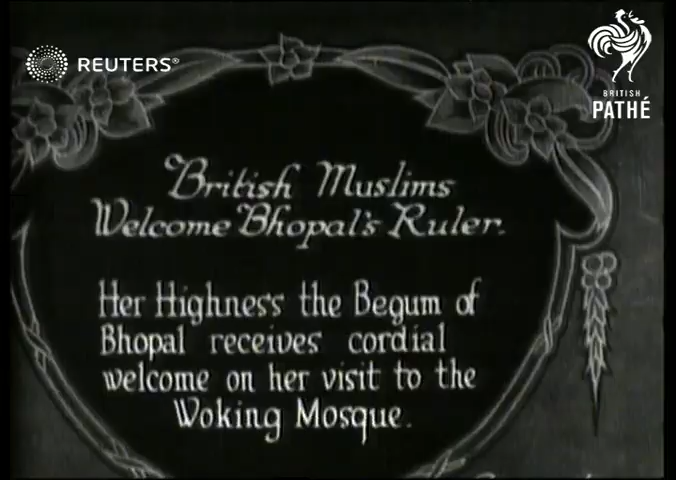 REUTERS®
BRITISH
PATHÉ
British Muslims
Welcome Bhopal's Ruler.
Her Highness the Begum of
Bhopal receives cordial
welcome on her visit to the
Woking Mosque.